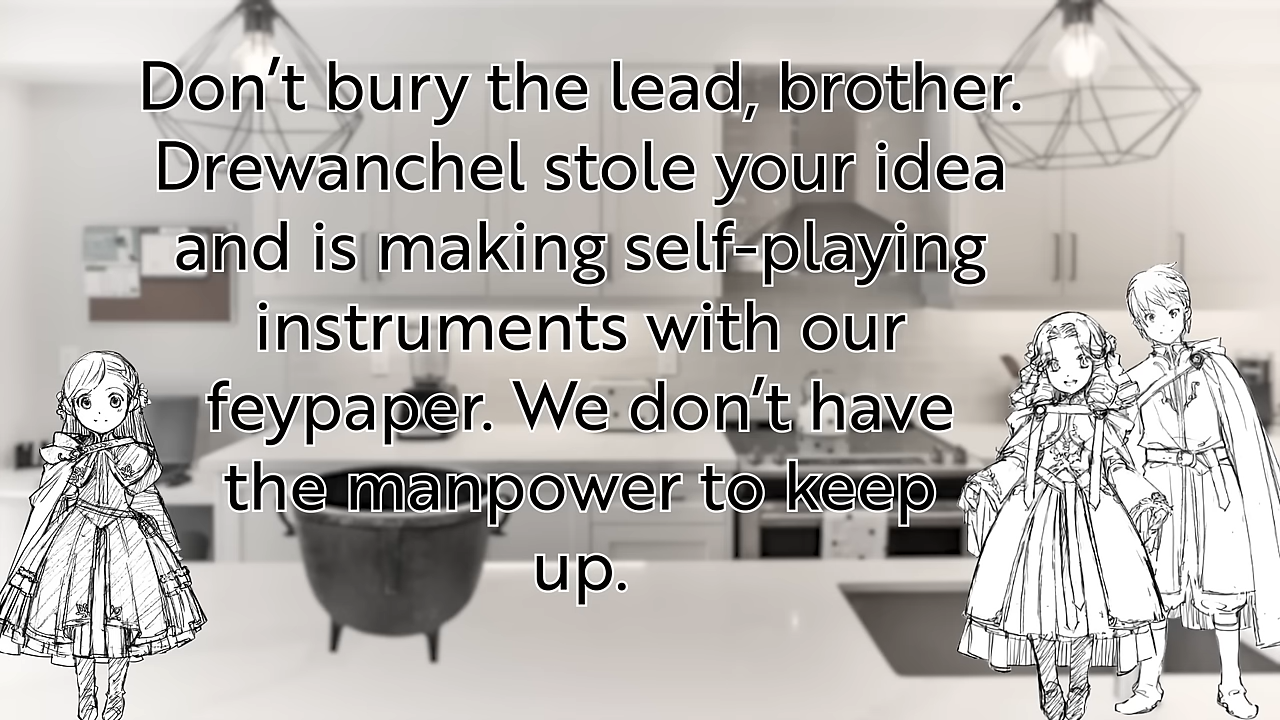 Don't bury the lead, brother.
Drewanchel stole your idea
and is making self-playing
instruments with our
feypaper. We don't have
the manpower to keep
up.